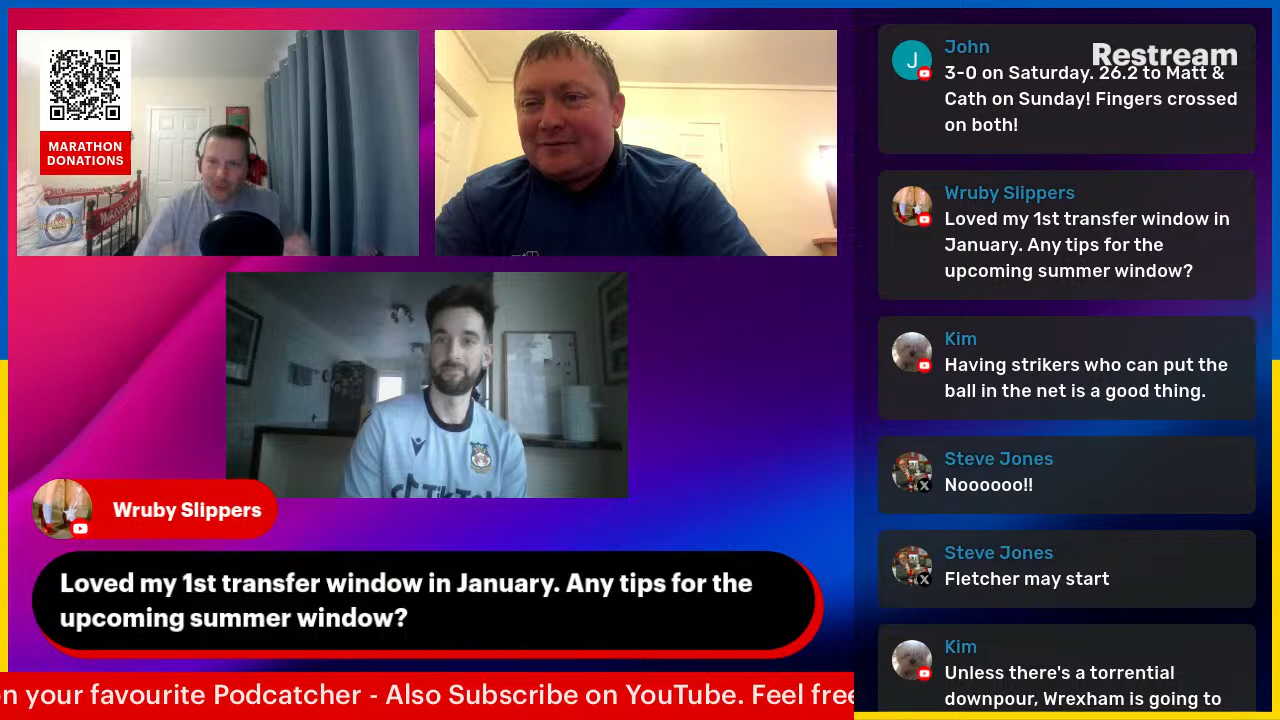 MARATHON
DONATIONS
TikTok
Wruby Slippers
Loved my 1st transfer window in January. Any tips for the
upcoming summer window?
on your favourite Podcatcher - Also Subscribe on YouTube. Feel free
Restream
J
John
3-0 on Saturday. 26.2 to Matt &
Cath on Sunday! Fingers crossed
on both!
Wruby Slippers
Loved my 1st transfer window in
January. Any tips for the
upcoming summer window?
Kim
Having strikers who can put the
ball in the net is a good thing.
Steve Jones
Noooooo!!
Steve Jones
Fletcher may start
Kim
Unless there's a torrential
downpour, Wrexham is going to